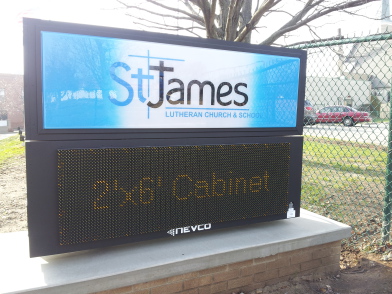 St James
LUTHERAN CHURCH & SCHOOL
2'x6' Cabinet
NEVCO